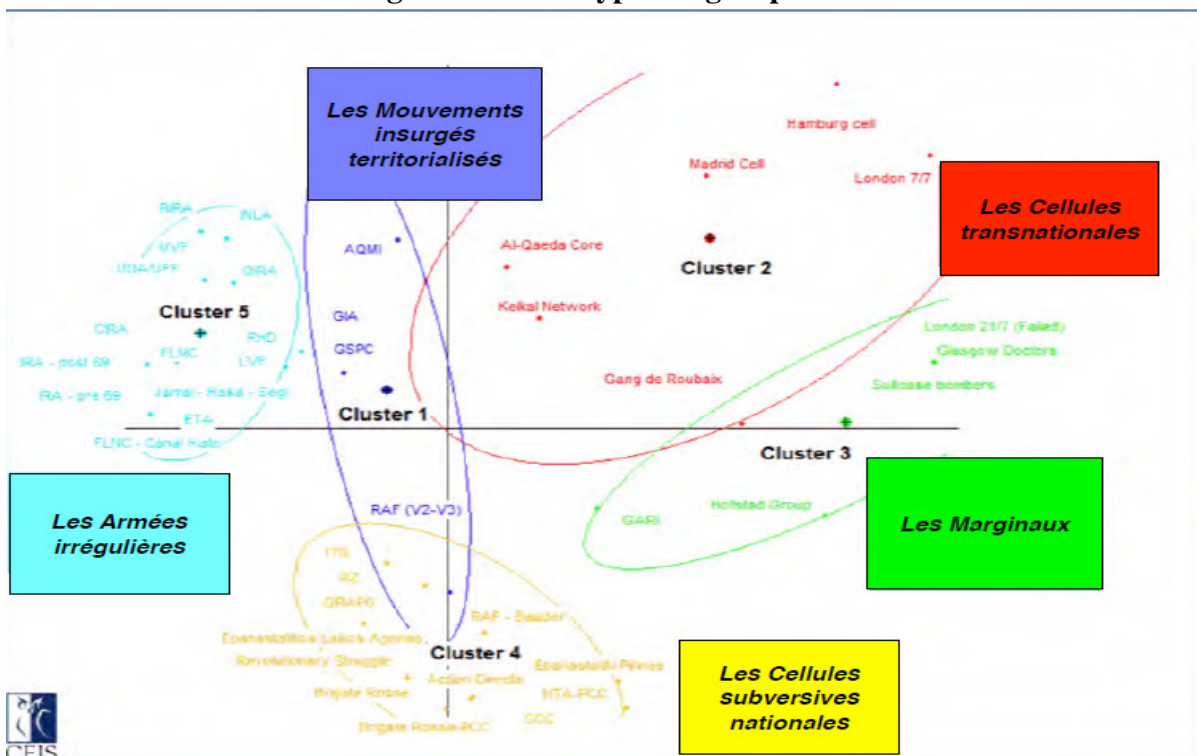 Les Mouvements
insurgés
territorialisés
Hamburg cell
Madrid Cell
London 7/7
Les Cellules
transnationales
RIRA
INLA
UVF
UDA/UFF
OIRA
AQMI
Al-Qaeda Core
Cluster 2
Cluster 5
Kelkal Network
CIRA
RHD
GIA
London 21/7 (Failed)
IRA - post 69
FLNC
LVF
GSPC
Glasgow Doctors
Gang de Roubaix
Suitcase bombers
IRA - pre 69
Jarrai - Haika - Segi
Cluster 1
ETA
FLNC - Canal Histo
Cluster 3
Les Armées
irrégulières
RAF (V2-V3)
GARI
Hofstad Group
Les Marginaux
RZ
GRAPO
RAF - Baader
Revolutionary Struggle
Cluster 4
Brigate Rosse
Action Directe
NTA-PCC
Brigate Rosse-PCC
CCC
Les Cellules
subversives
nationales
CEIS